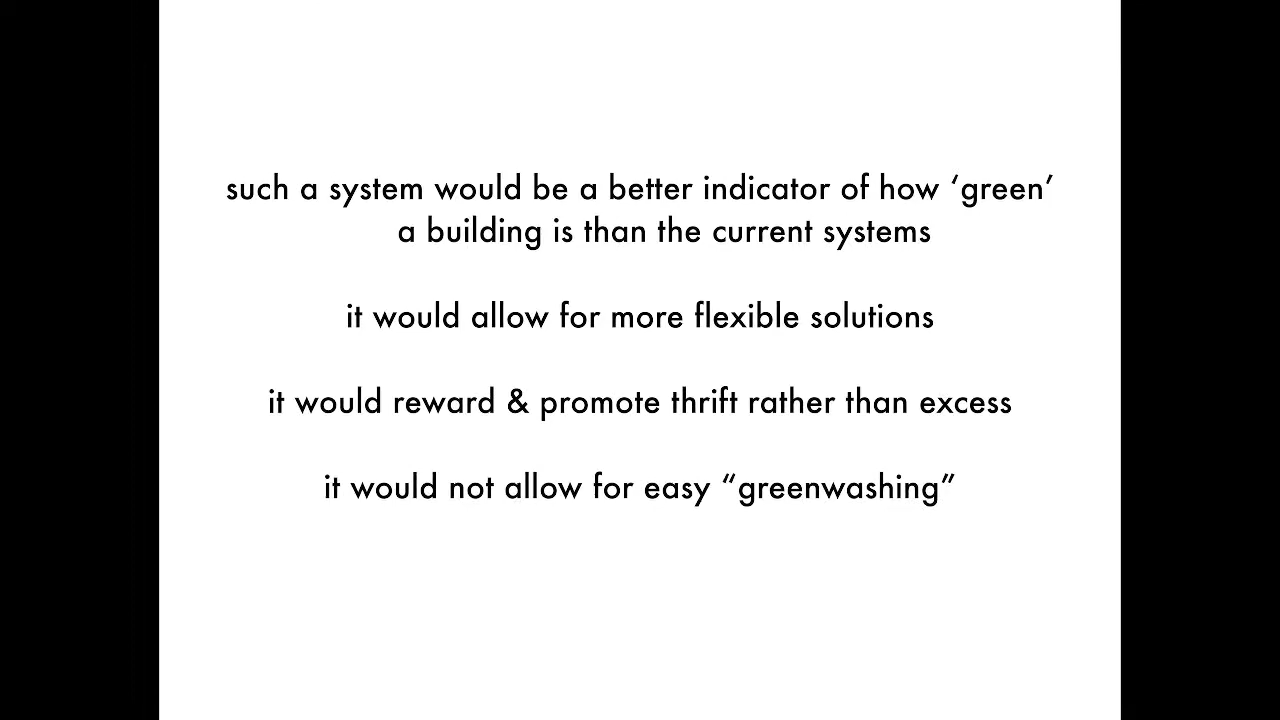 such a system would be a better indicator of how ‘green’
a building is than the current systems
it would allow for more flexible solutions
it would reward & promote thrift rather than excess
it would not allow for easy “greenwashing”